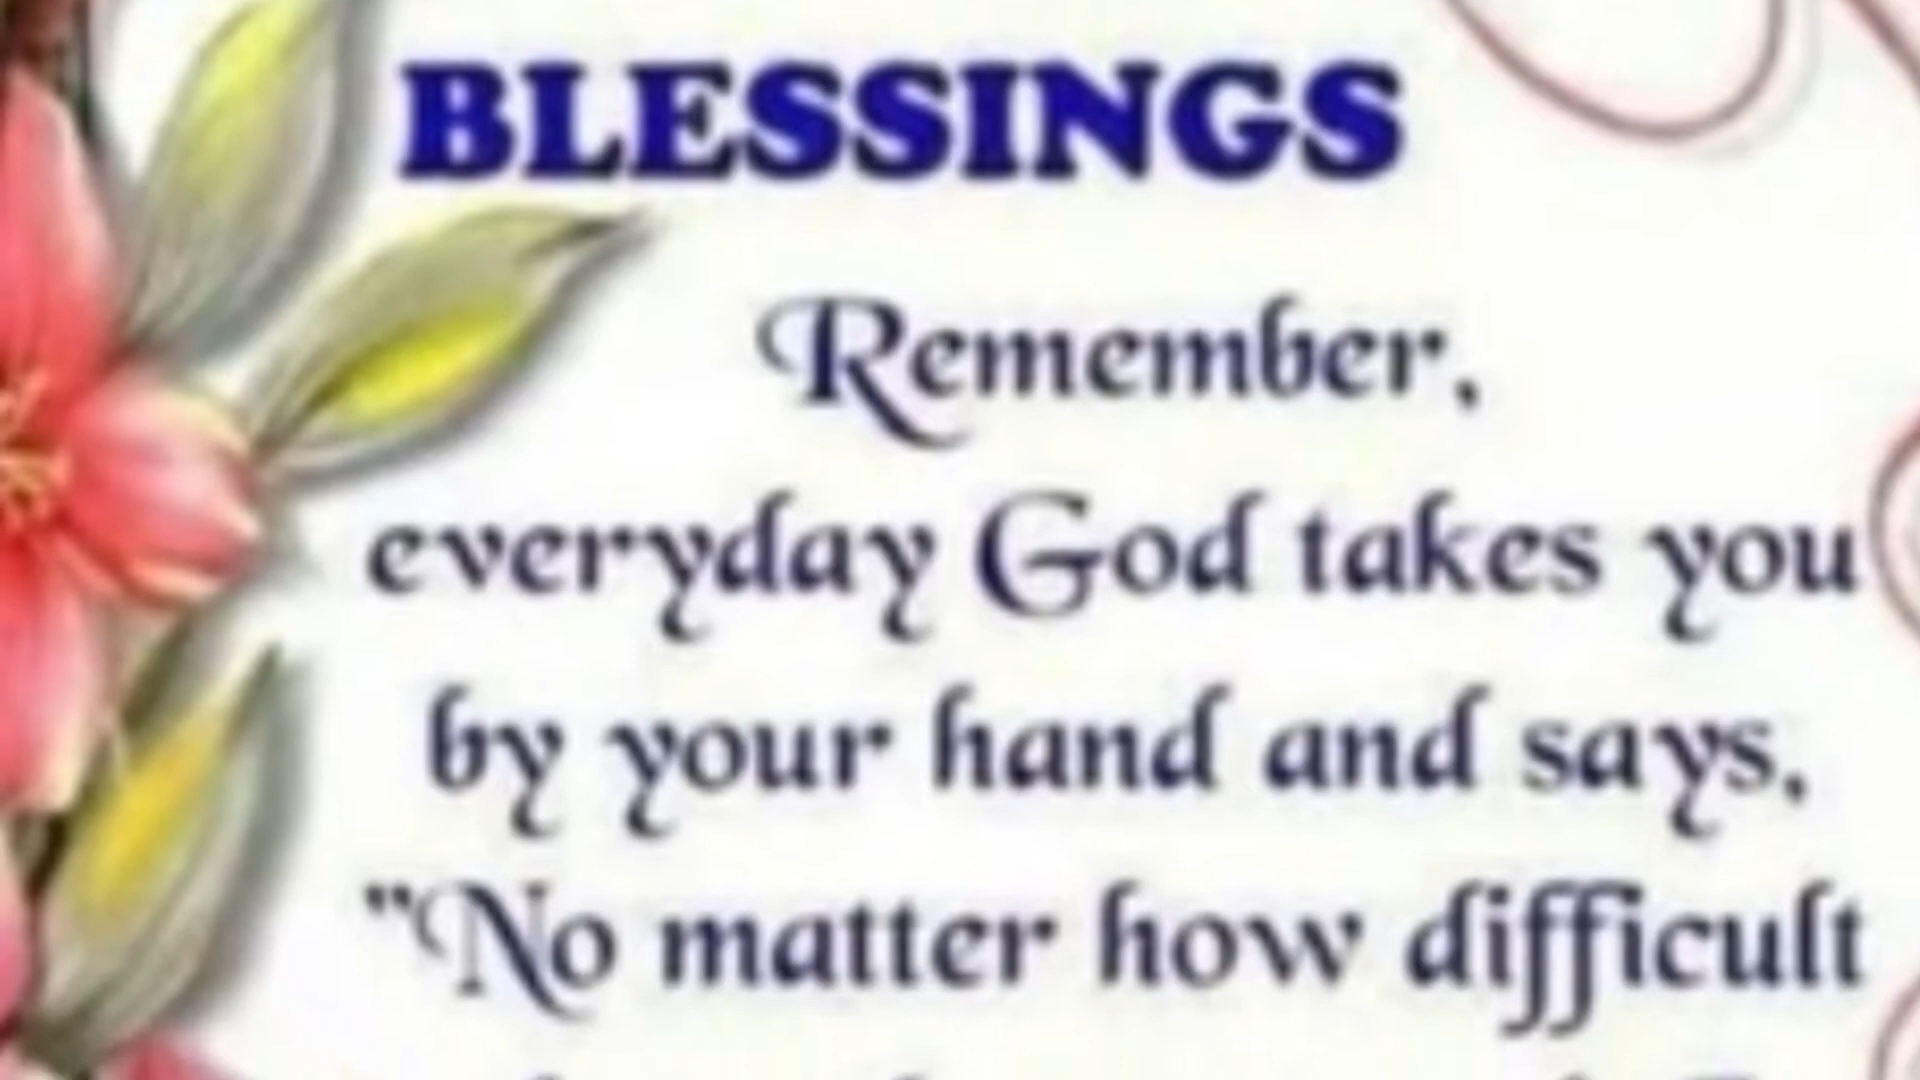 BLESSINGS
Remember,
everyday God takes you
by your hand and says,
"No matter how difficult